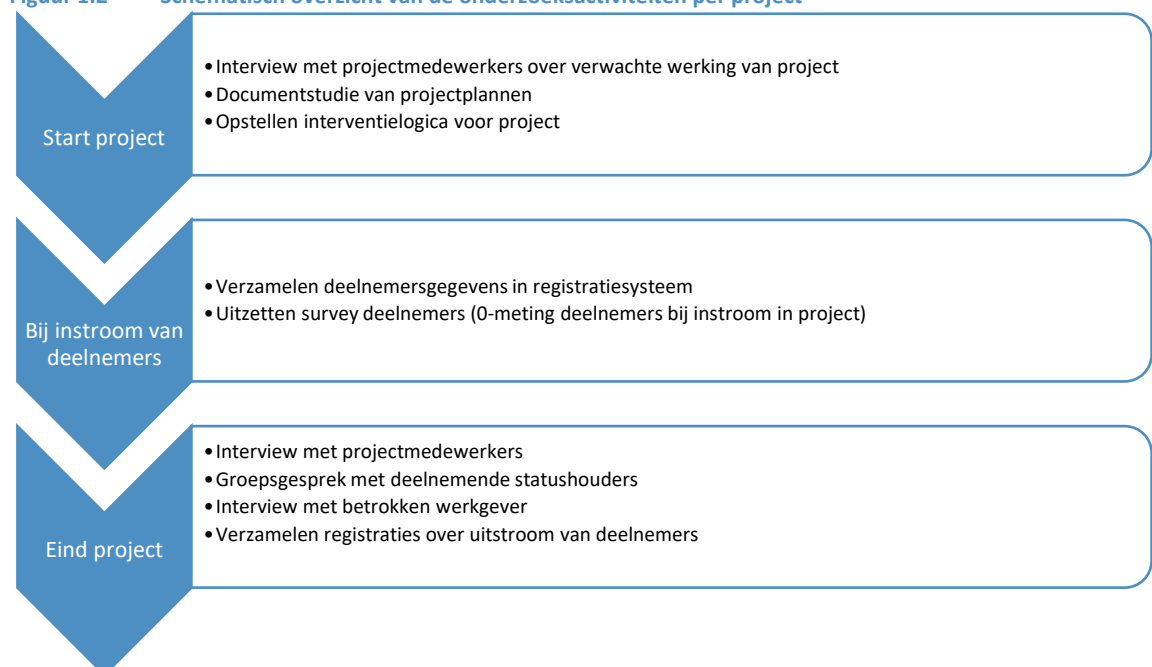 Figuur 1.2 Schematisch overzicht van de onderzoeksactiviteiten per project
Start project
•Interview met projectmedewerkers over verwachte werking van project
•Documentstudie van projectplannen
•Opstellen interventielogica voor project
Bij instroom van
deelnemers
•Verzamelen deelnemersgegevens in registratiesysteem
•Uitzetten survey deelnemers (0-meting deelnemers bij instroom in project)
Eind project
•Interview met projectmedewerkers
•Groepsgesprek met deelnemende statushouders
•Interview met betrokken werkgever
•Verzamelen registraties over uitstroom van deelnemers